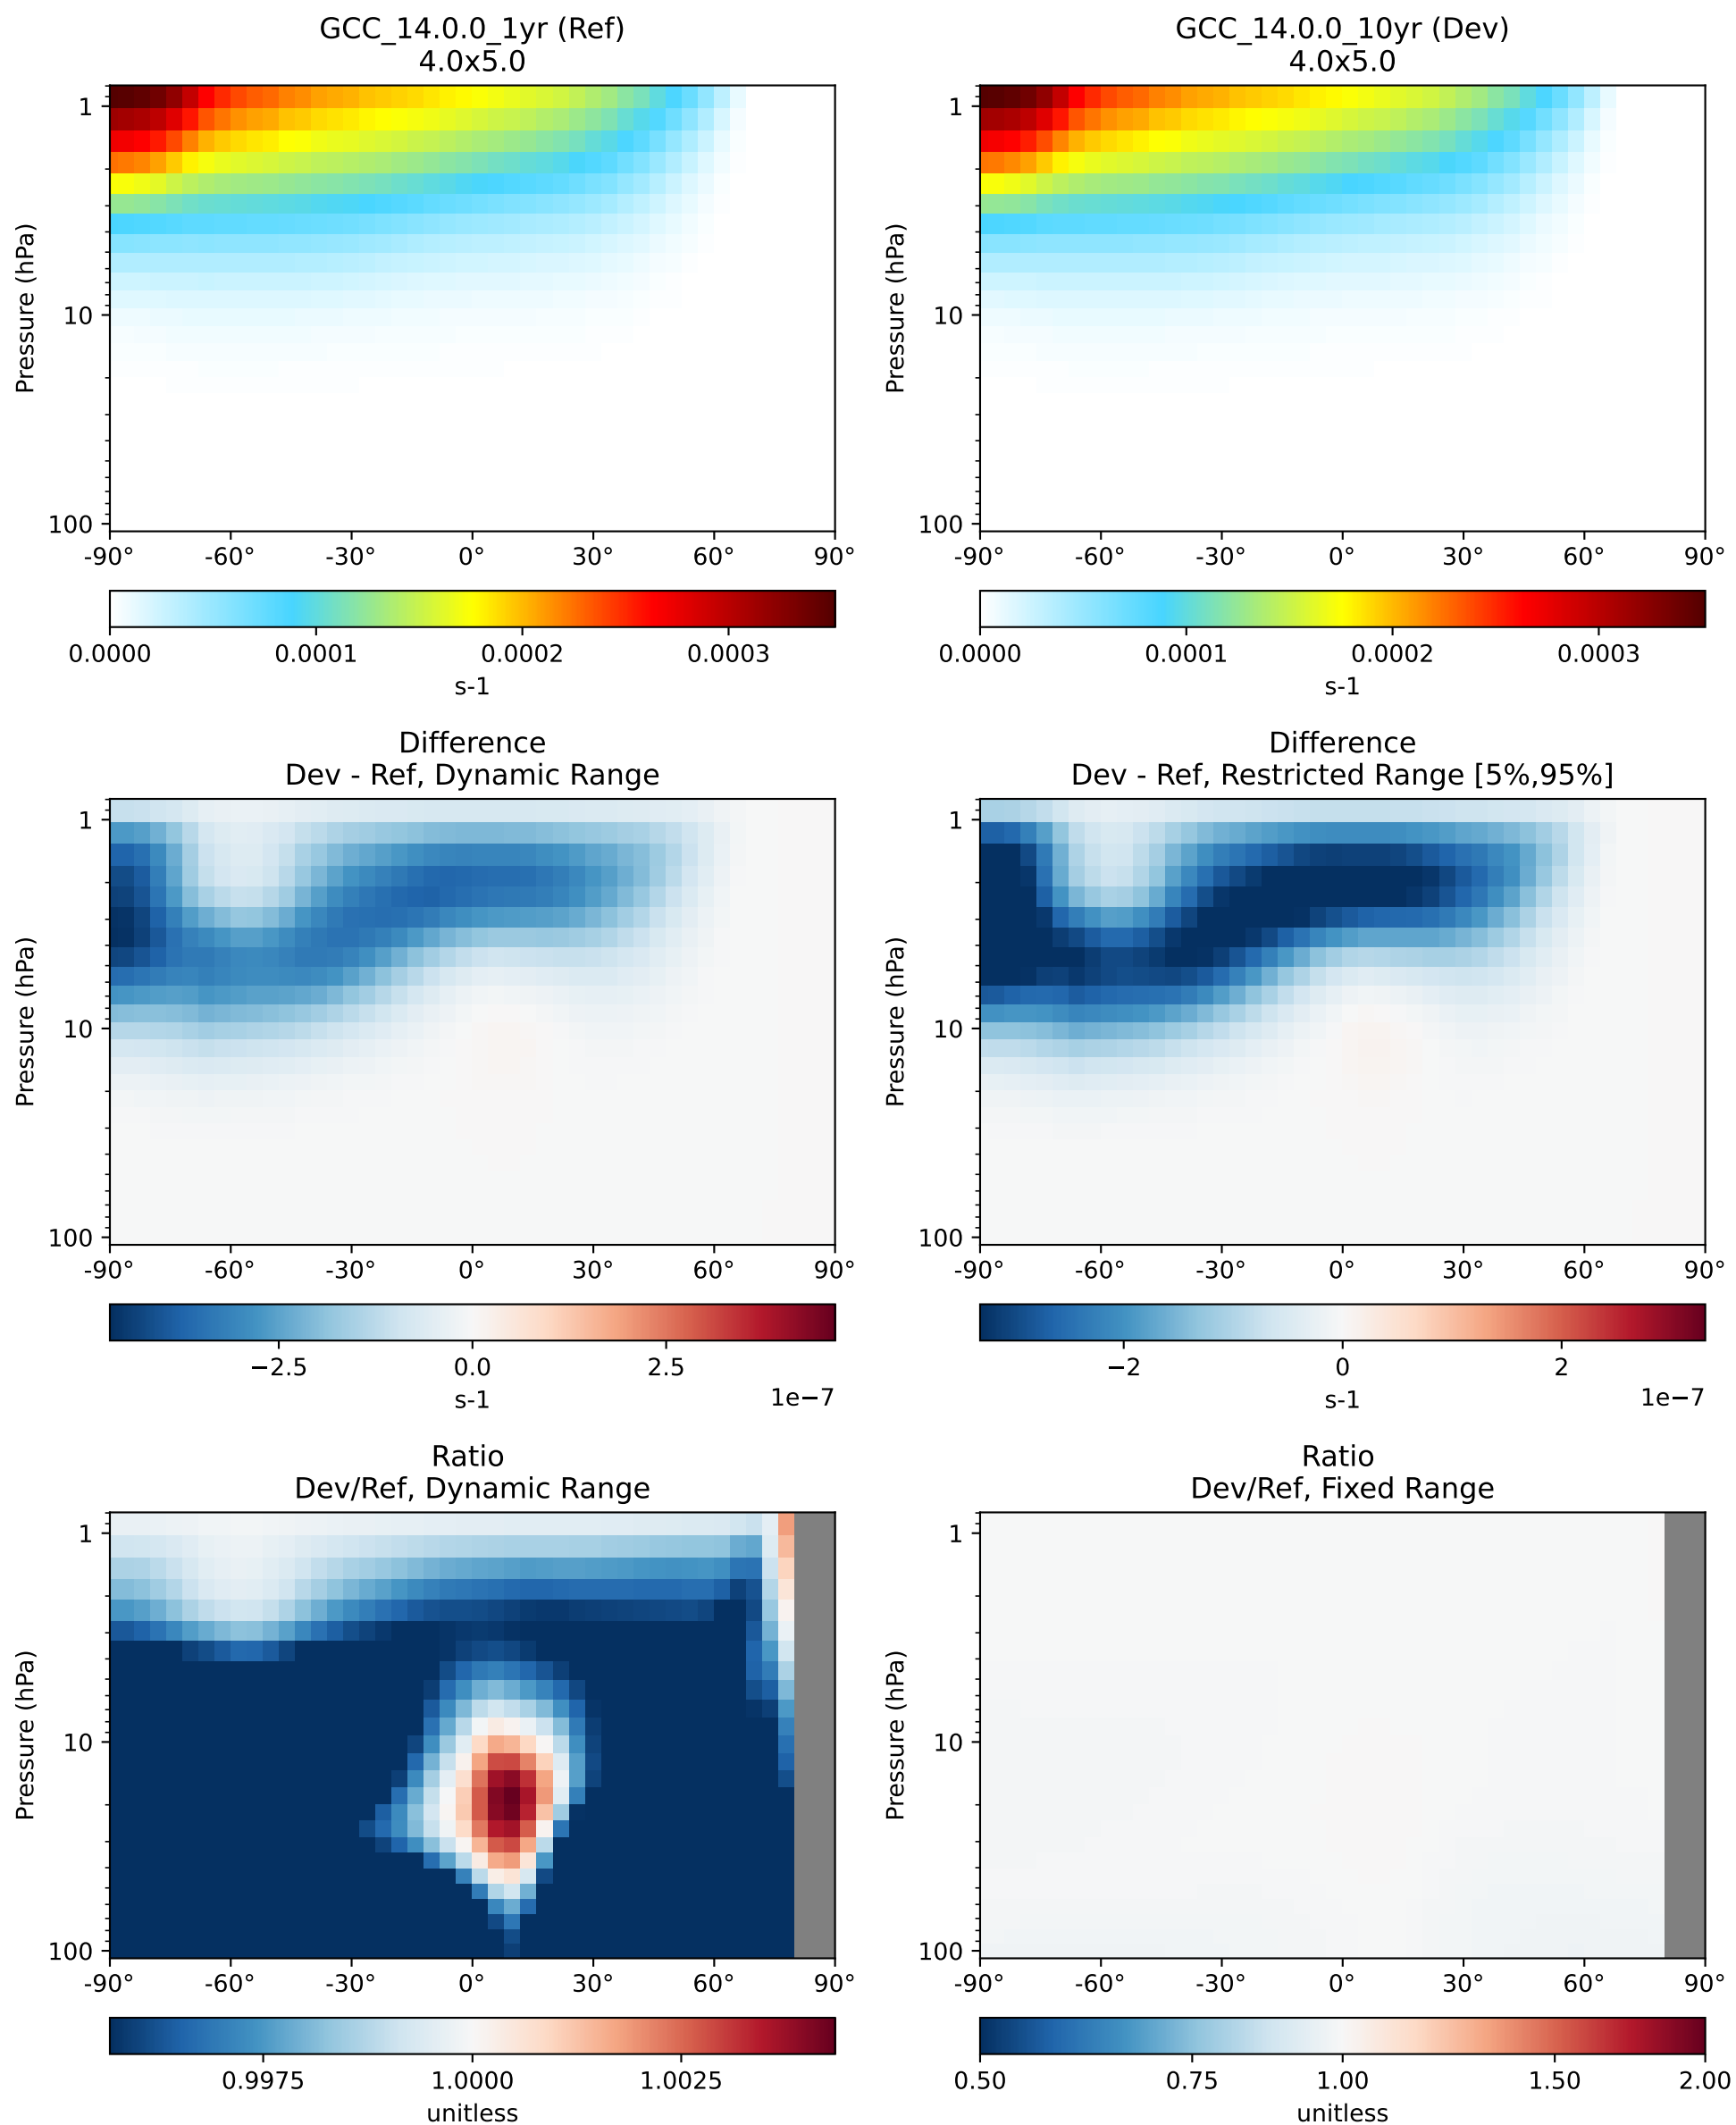 GCC_14.0.0_1yr (Ref)
4.0x5.0
GCC_14.0.0_10yr (Dev)
4.0x5.0
Pressure (hPa)
1
10
100
-90° -60° -30° 0° 30° 60° 90°
0.0000 0.0001 0.0002 0.0003
s-1
Pressure (hPa)
1
10
100
-90° -60° -30° 0° 30° 60° 90°
0.0000 0.0001 0.0002 0.0003
s-1
Difference
Dev - Ref, Dynamic Range
Difference
Dev - Ref, Restricted Range [5%,95%]
Pressure (hPa)
1
10
100
-90° -60° -30° 0° 30° 60° 90°
−2.5 0.0 2.5
s-1
1e−7
Pressure (hPa)
1
10
100
-90° -60° -30° 0° 30° 60° 90°
−2 0 2
s-1
1e−7
Ratio
Dev/Ref, Dynamic Range
Ratio
Dev/Ref, Fixed Range
Pressure (hPa)
1
10
100
-90° -60° -30° 0° 30° 60° 90°
0.9975 1.0000 1.0025
unitless
Pressure (hPa)
1
10
100
-90° -60° -30° 0° 30° 60° 90°
0.50 0.75 1.00 1.50 2.00
unitless